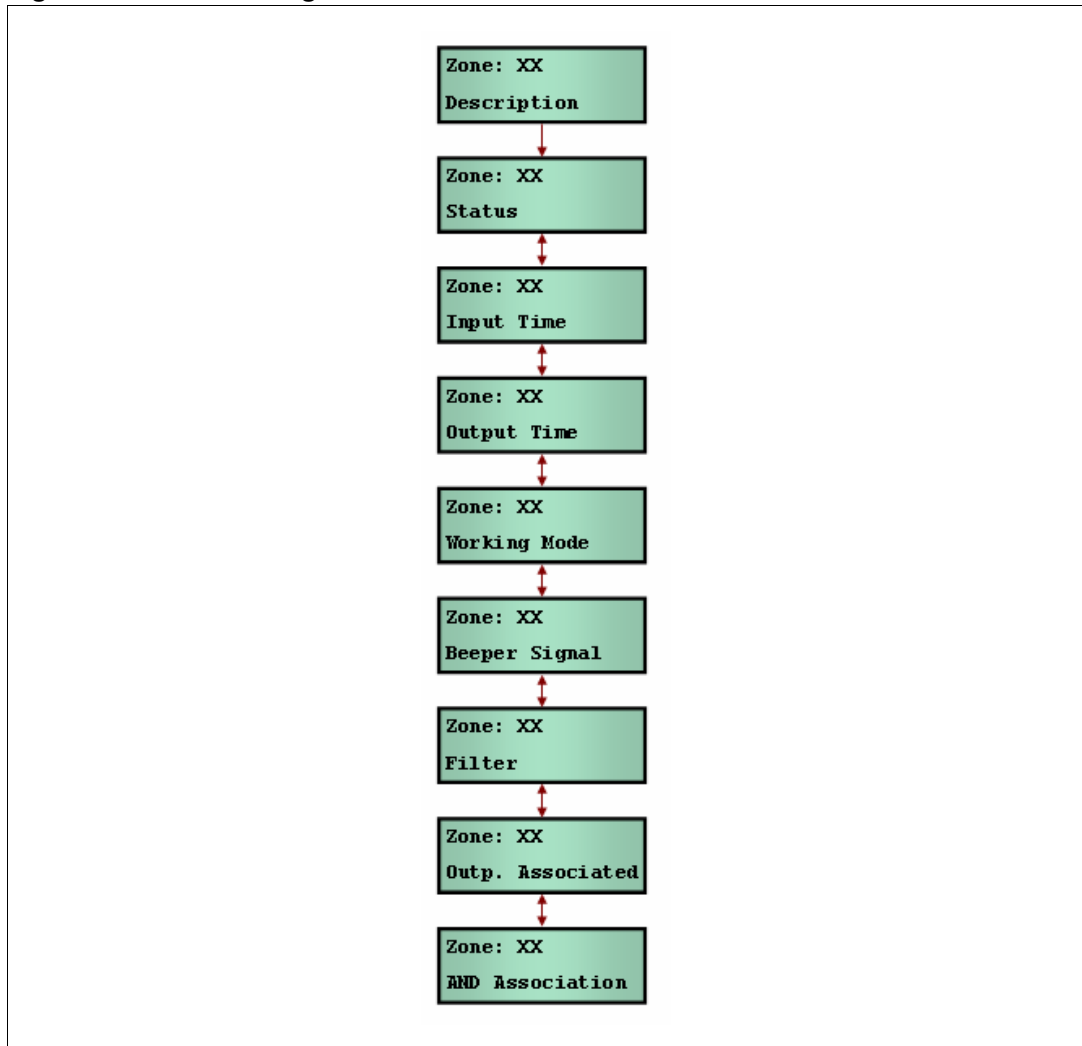 Zone: XX
Description
Zone: XX
Status
Zone: XX
Input Time
Zone: XX
Output Time
Zone: XX
Working Mode
Zone: XX
Beeper Signal
Zone: XX
Filter
Zone: XX
Outp. Associated
Zone: XX
AND Association